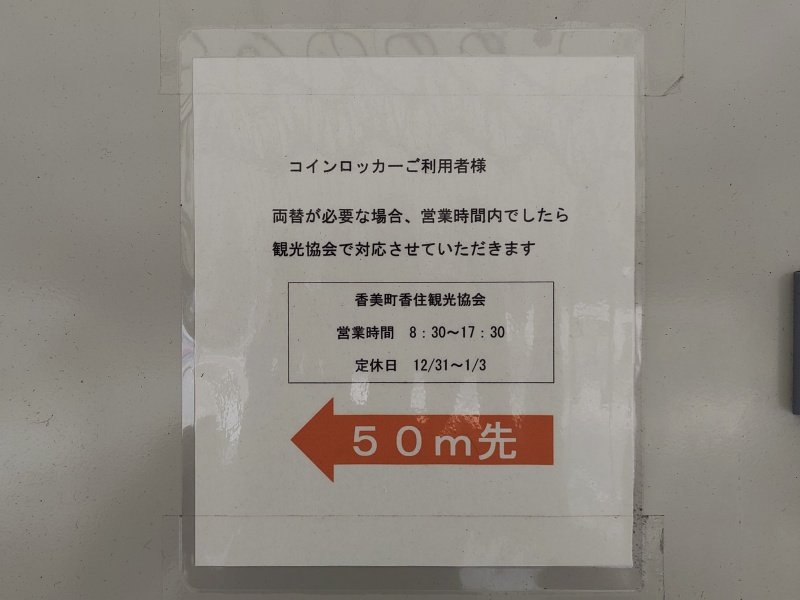 コインロッカーご利用者様
両替が必要な場合、営業時間内でしたら
観光協会で対応させていただきます
香美町香住観光協会
営業時間　8：30～17：30
定休日　12/31～1/3
５０ｍ先